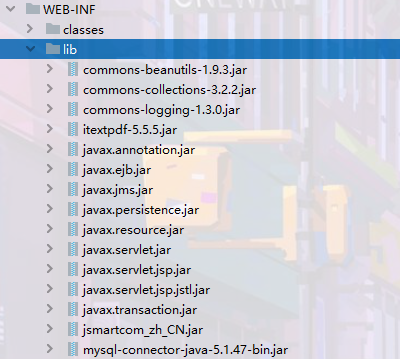 WEB-INF
classes
lib
commons-beanutils-1.9.3.jar
commons-collections-3.2.2.jar
commons-logging-1.3.0.jar
itextpdf-5.5.5.jar
javax.annotation.jar
javax.ejb.jar
javax.jms.jar
javax.persistence.jar
javax.resource.jar
javax.servlet.jar
javax.servlet.jsp.jar
javax.servlet.jsp.jstl.jar
javax.transaction.jar
jsmartcom_zh_CN.jar
mysql-connector-java-5.1.47-bin.jar